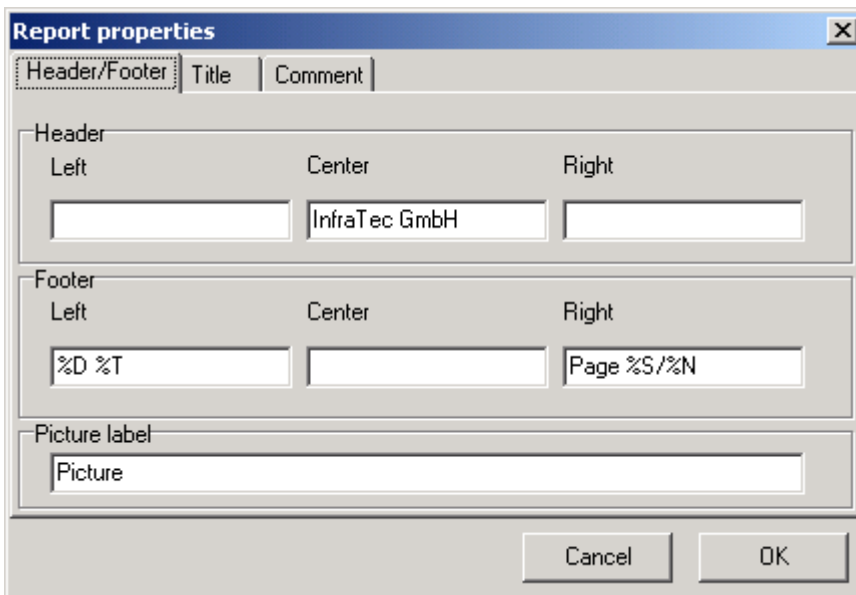 Report properties
Header/Footer Title Comment
Header
Left Center Right
InfraTec GmbH
Footer
Left Center Right
%D %T Page %S/%N
Picture label
Picture
Cancel OK